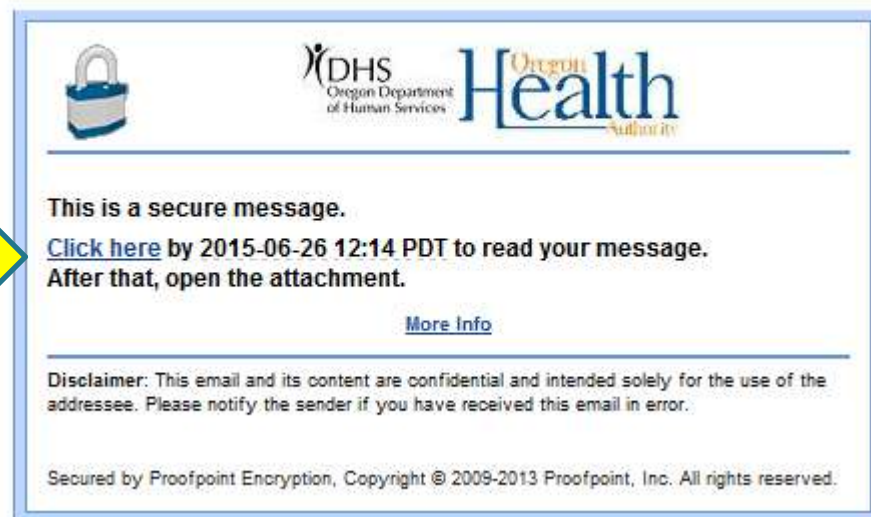 DHS
Oregon Department
of Human Services
Oregon
Health
Authority
This is a secure message.
Click here by 2015-06-26 12:14 PDT to read your message.
After that, open the attachment.
More Info
Disclaimer: This email and its content are confidential and intended solely for the use of the
addressee. Please notify the sender if you have received this email in error.
Secured by Proofpoint Encryption, Copyright © 2009-2013 Proofpoint, Inc. All rights reserved.